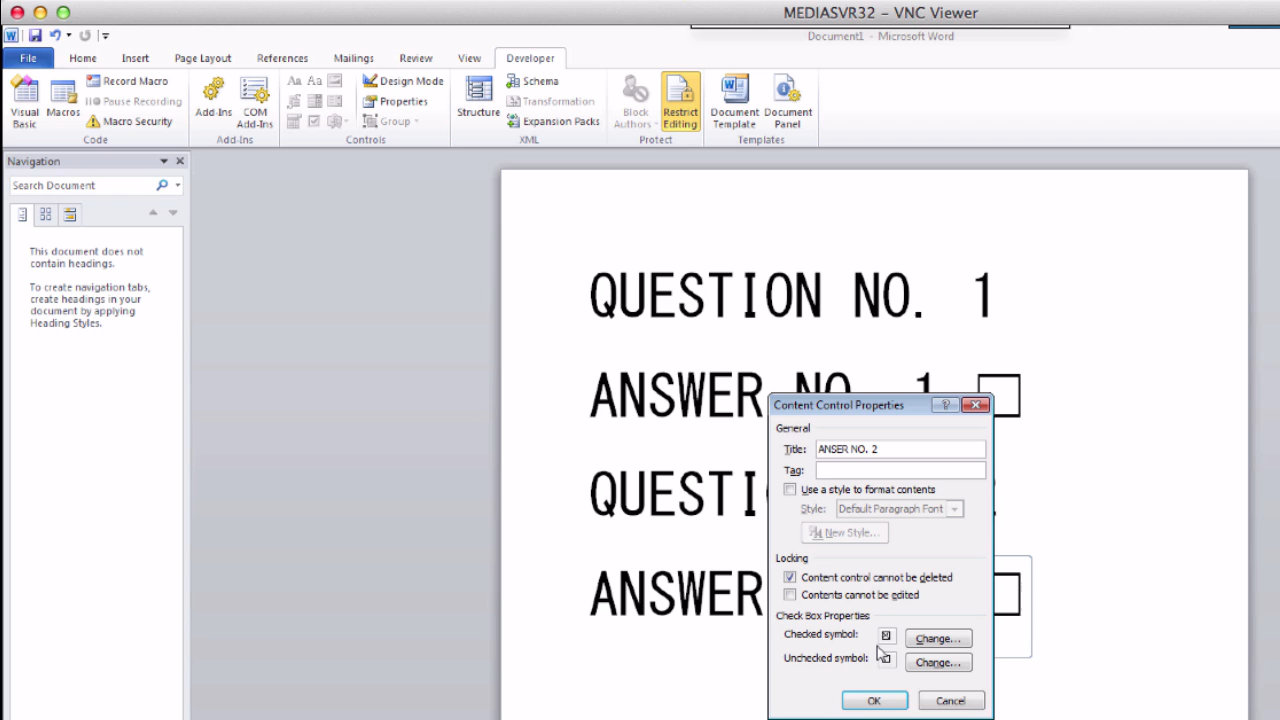 MEDIASVR32 – VNC Viewer
Document1 - Microsoft Word
File Home Insert Page Layout References Mailings Review View Developer
Visual Basic
Macros
Record Macro
Pause Recording
Macro Security
Code
Add-Ins
COM Add-Ins
Add-Ins
Aa Aa
Design Mode
Properties
Group
Controls
Structure
Schema
Transformation
Expansion Packs
XML
Block Authors
Restrict Editing
Protect
Document Template
Document Panel
Templates
Navigation
Search Document
This document does not
contain headings.
To create navigation tabs,
create headings in your
document by applying
Heading Styles.
QUESTION NO. 1
ANSWER NO. 1
QUESTI
ANSWER
Content Control Properties
General
Title: ANSER NO. 2
Tag:
Use a style to format contents
Style: Default Paragraph Font
New Style...
Locking
Content control cannot be deleted
Contents cannot be edited
Check Box Properties
Checked symbol: Change...
Unchecked symbol: Change...
OK Cancel